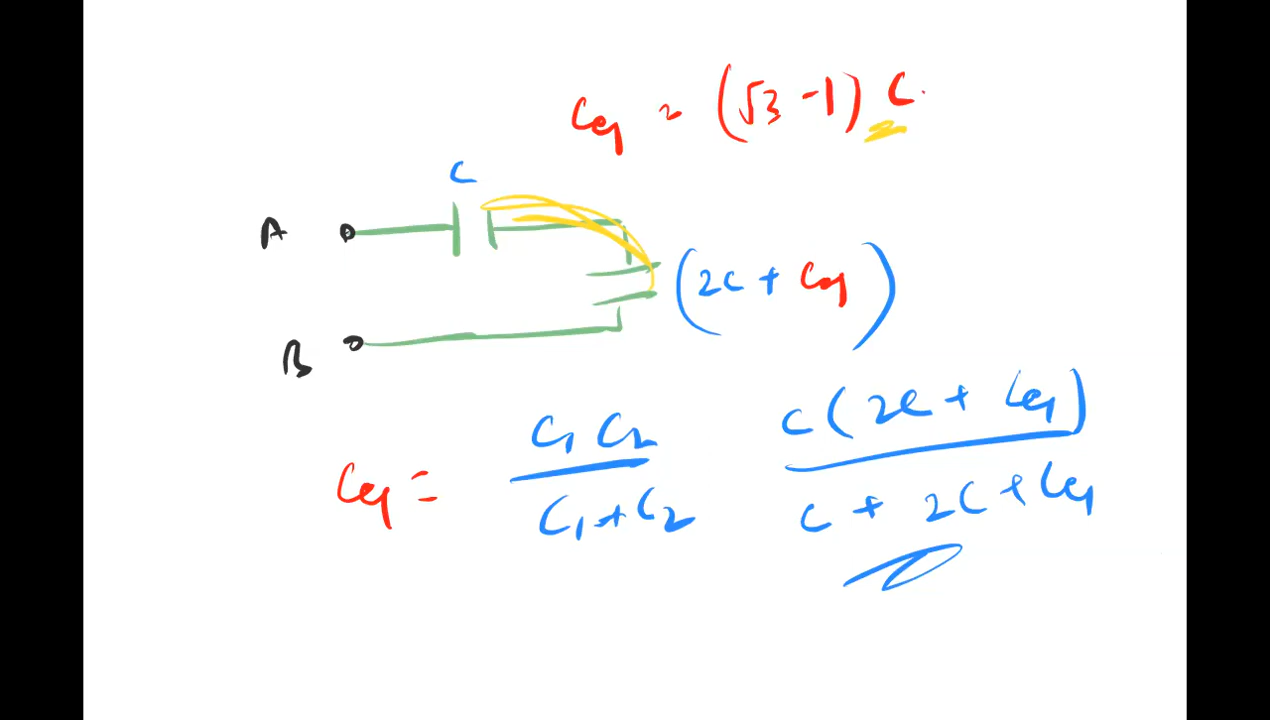 Ceq = (√3 -1) C.
C
A
(2C + Ceq)
B
Ceq = C1 C2 / C1 + C2    C(2C + Ceq) / C + 2C + Ceq